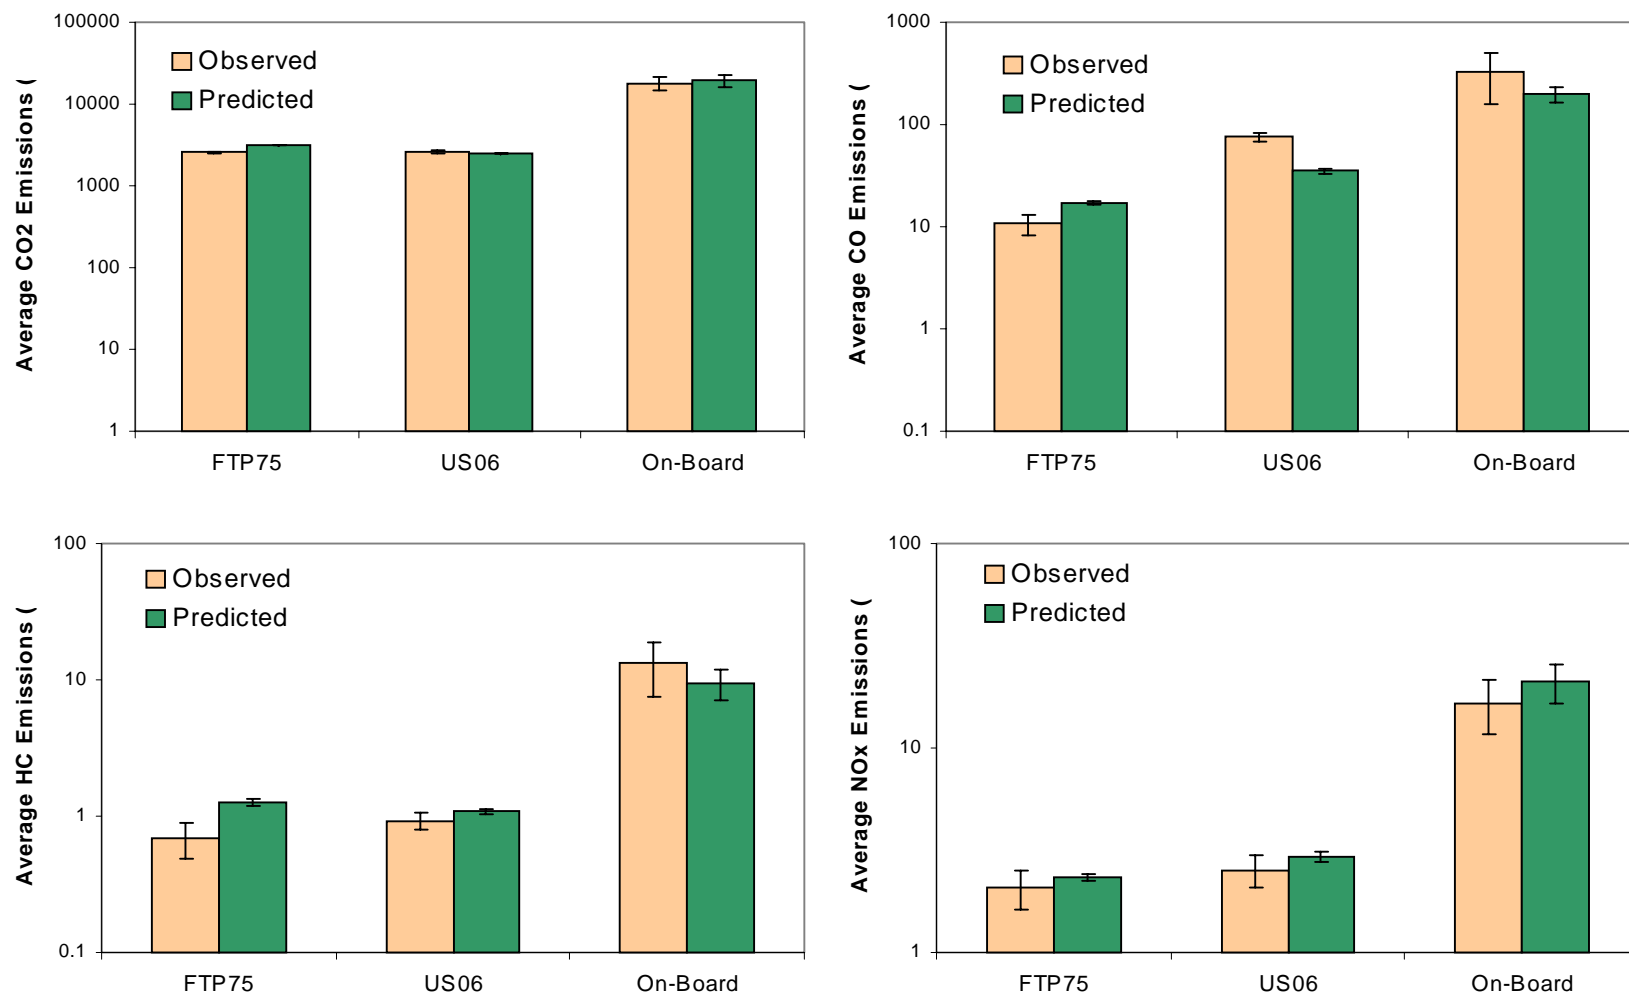 Average CO2 Emissions (
100000
10000
1000
100
10
1
Observed
Predicted
FTP75
US06
On-Board
Average CO Emissions (
1000
100
10
1
0.1
Observed
Predicted
FTP75
US06
On-Board
Average HC Emissions (
100
10
1
0.1
Observed
Predicted
FTP75
US06
On-Board
Average NOx Emissions (
100
10
1
Observed
Predicted
FTP75
US06
On-Board